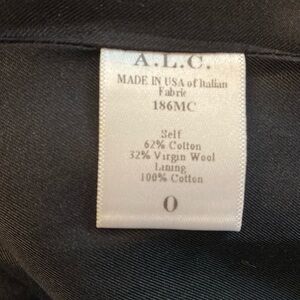 A.L.C.
MADE IN USA of Italian
Fabric
186MC
Self
62% Cotton
32% Virgin Wool
Lining
100% Cotton
0